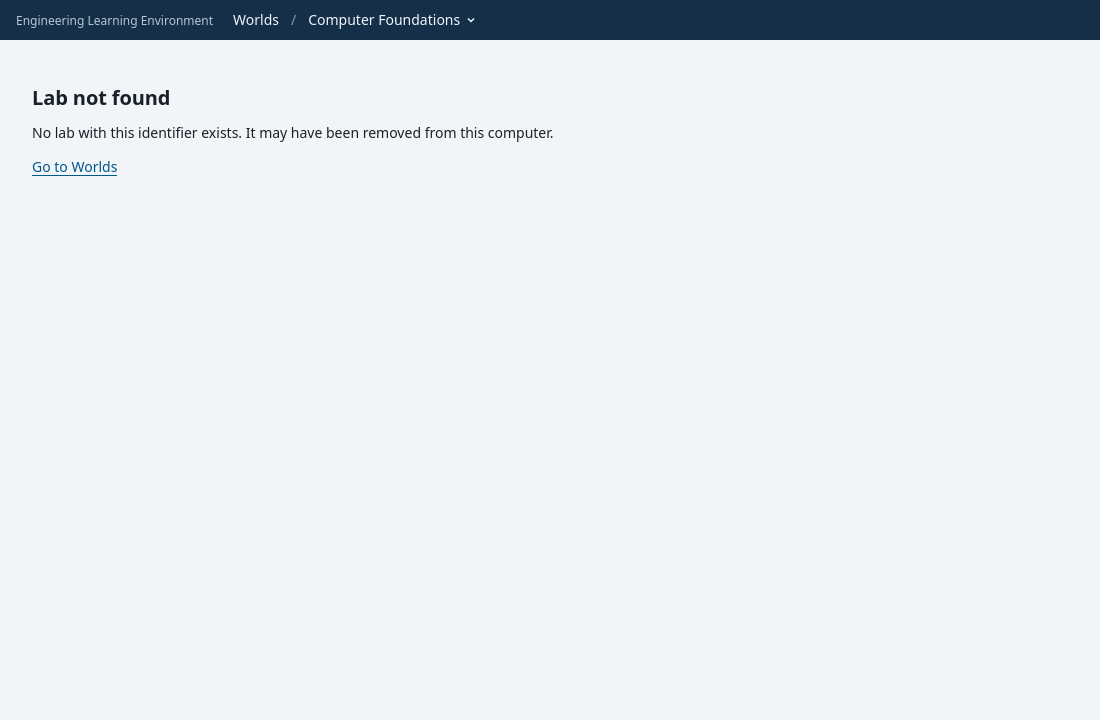 Engineering Learning Environment Worlds / Computer Foundations
Lab not found
No lab with this identifier exists. It may have been removed from this computer.
Go to Worlds